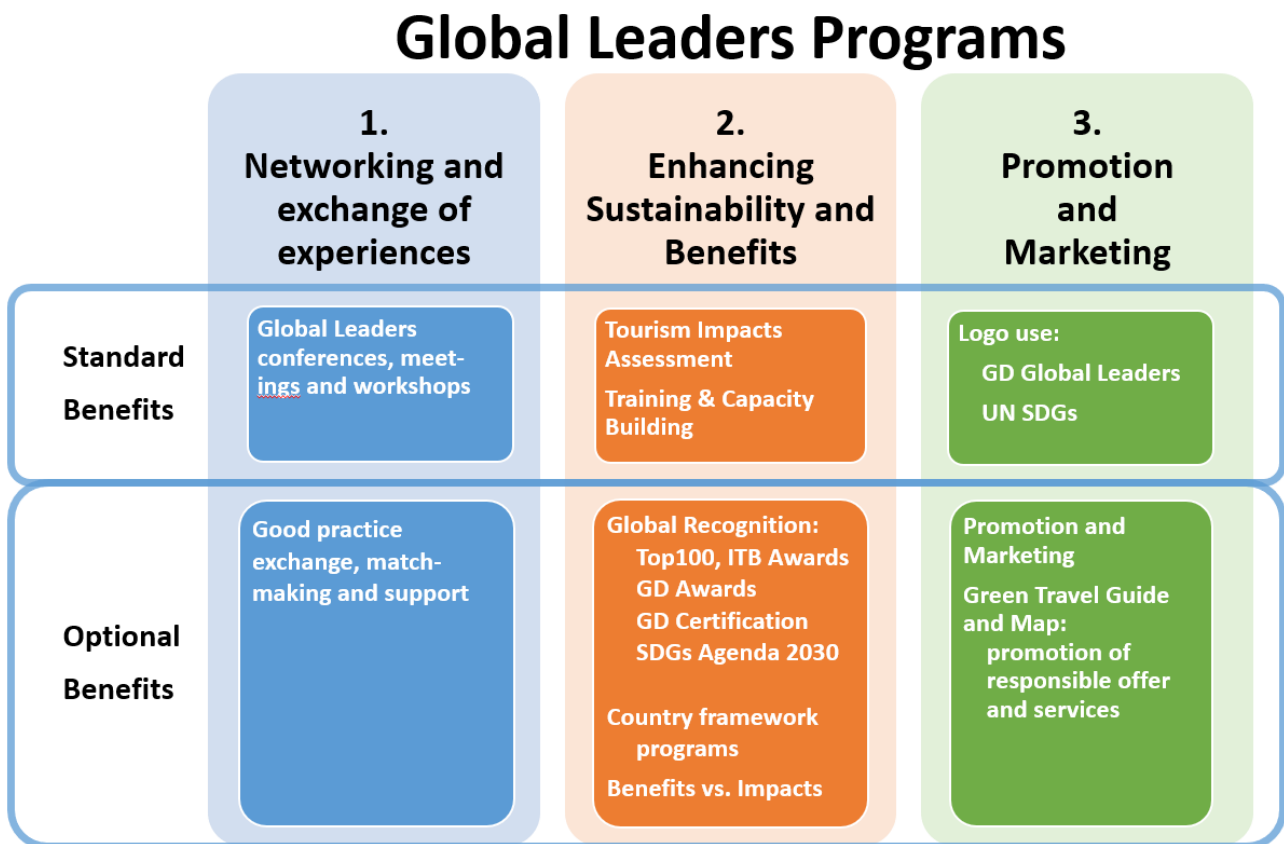 Global Leaders Programs
1.
Networking and
exchange of
experiences
2.
Enhancing
Sustainability and
Benefits
3.
Promotion
and
Marketing
Standard
Benefits
Global Leaders
conferences, meet-
ings and workshops
Tourism Impacts
Assessment
Training & Capacity
Building
Logo use:
GD Global Leaders
UN SDGs
Optional
Benefits
Good practice
exchange, match-
making and support
Global Recognition:
Top100, ITB Awards
GD Awards
GD Certification
SDGs Agenda 2030
Country framework
programs
Benefits vs. Impacts
Promotion and
Marketing
Green Travel Guide
and Map:
promotion of
responsible offer
and services